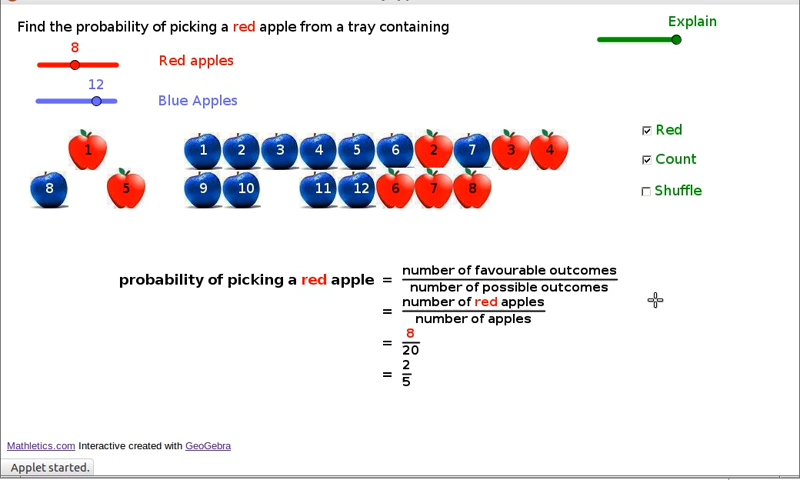 Find the probability of picking a red apple from a tray containing
Explain
8
Red apples
12
Blue Apples
Red
Count
Shuffle
1 1 2 3 4 5 6 2 7 3 4
8 5 9 10 11 12 6 7 8
probability of picking a red apple = number of favourable outcomes
number of possible outcomes
= number of red apples
number of apples
= 8
20
= 2
5
Mathletics.com Interactive created with GeoGebra
Applet started.